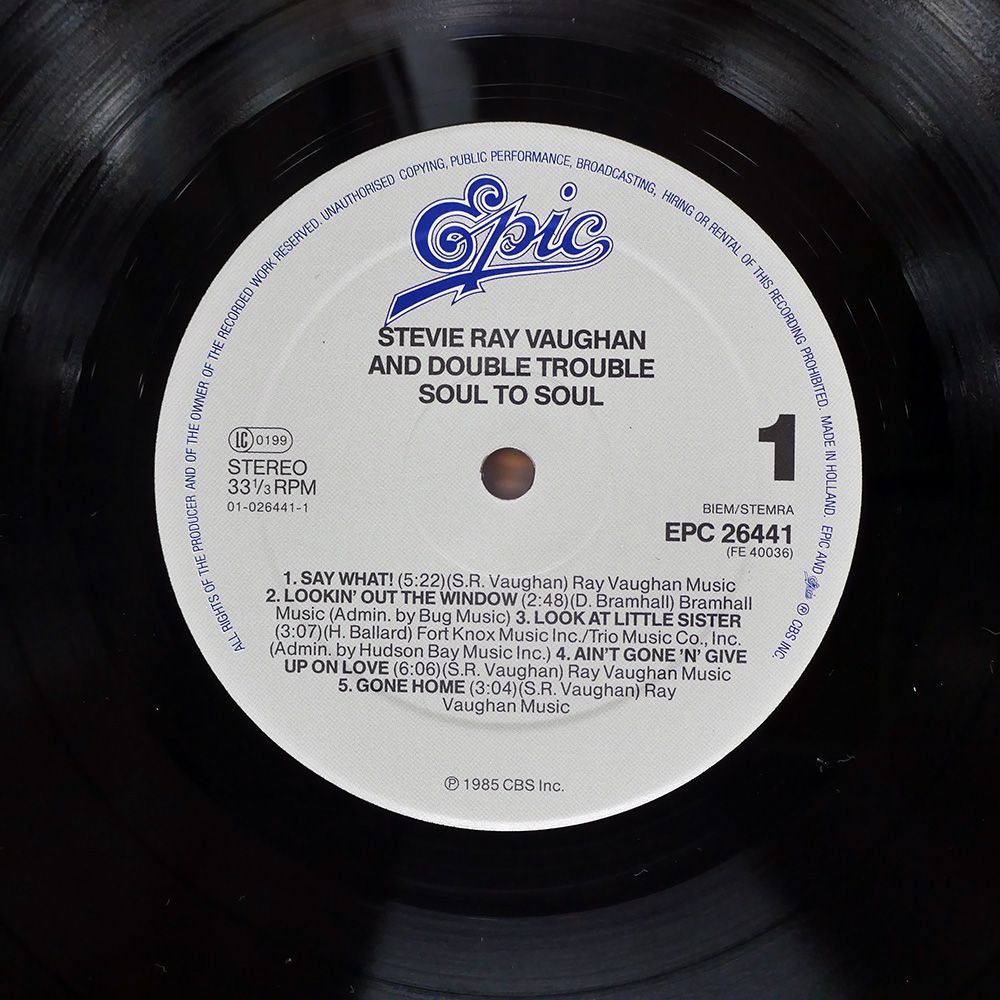 ALL RIGHTS OF THE PRODUCER AND OF THE OWNER OF THE RECORDED WORK RESERVED. UNAUTHORISED COPYING, PUBLIC PERFORMANCE, BROADCASTING, HIRING OR RENTAL OF THIS RECORDING PROHIBITED. MADE IN HOLLAND. EPIC AND Epic ℗ CBS INC.
Epic
STEVIE RAY VAUGHAN
AND DOUBLE TROUBLE
SOUL TO SOUL
LC 0199
STEREO
33 1/3 RPM
01-026441-1
1
BIEM/STEMRA
EPC 26441
(FE 40036)
1. SAY WHAT! (5:22)(S.R. Vaughan) Ray Vaughan Music
2. LOOKIN' OUT THE WINDOW (2:48)(D. Bramhall) Bramhall
Music (Admin. by Bug Music) 3. LOOK AT LITTLE SISTER
(3:07)(H. Ballard) Fort Knox Music Inc./Trio Music Co., Inc.
(Admin. by Hudson Bay Music Inc.) 4. AIN'T GONE 'N' GIVE
UP ON LOVE (6:06)(S.R. Vaughan) Ray Vaughan Music
5. GONE HOME (3:04)(S.R. Vaughan) Ray
Vaughan Music
℗ 1985 CBS Inc.